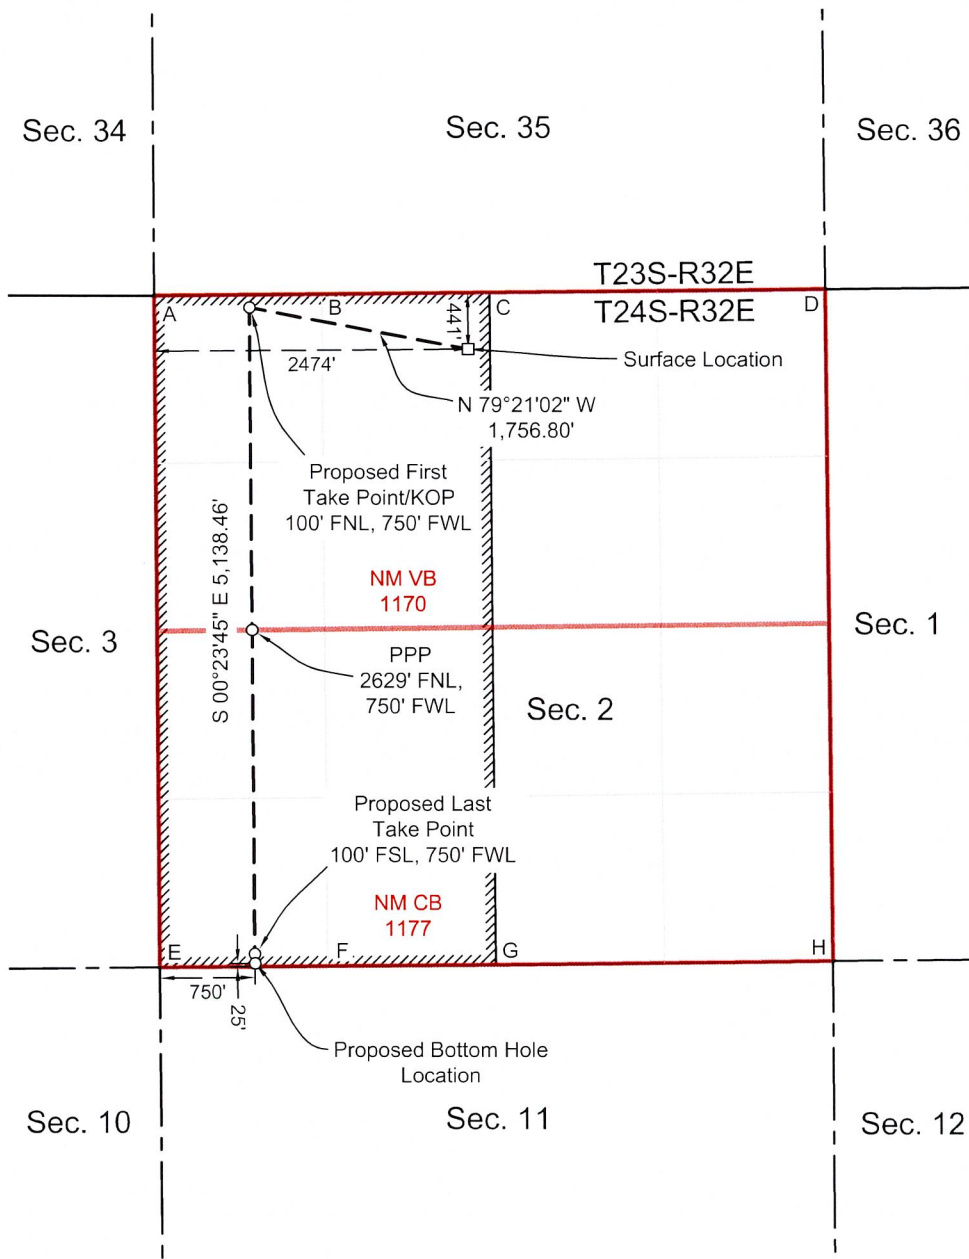 Sec. 34
Sec. 35
Sec. 36
T23S-R32E
A
B
C
T24S-R32E
D
441'
2474'
Surface Location
N 79°21'02" W
1,756.80'
Proposed First
Take Point/KOP
100' FNL, 750' FWL
S 00°23'45" E 5,138.46'
NM VB
1170
Sec. 3
Sec. 1
PPP
2629' FNL,
750' FWL
Sec. 2
Proposed Last
Take Point
100' FSL, 750' FWL
NM CB
1177
E
F
G
H
750'
25'
Proposed Bottom Hole
Location
Sec. 10
Sec. 11
Sec. 12